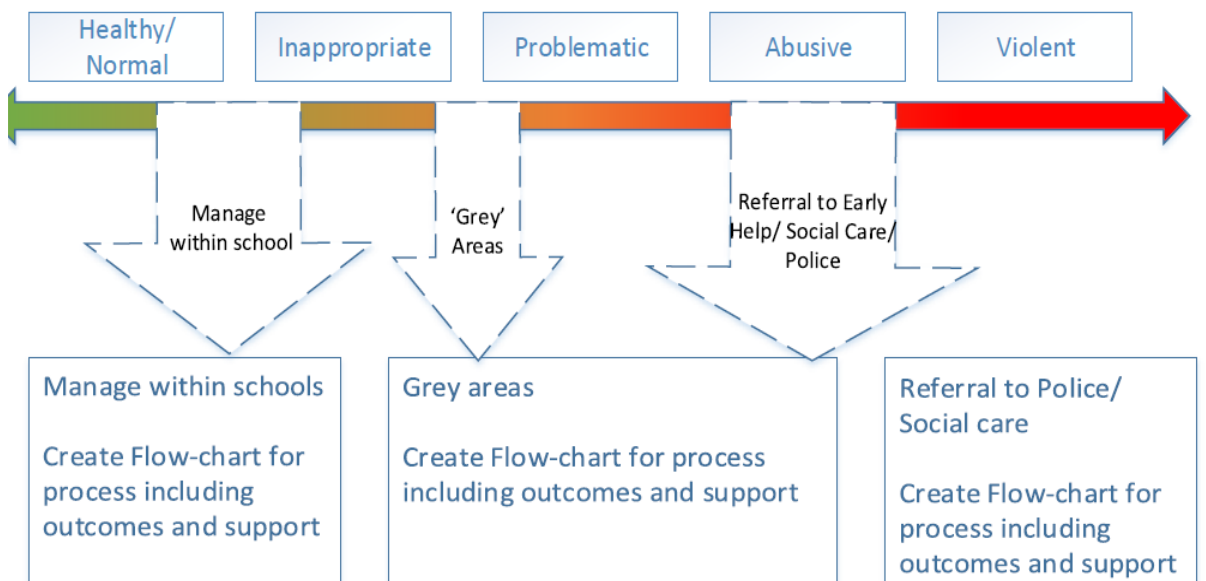 Healthy/
Normal
Inappropriate
Problematic
Abusive
Violent
Manage
within school
‘Grey’
Areas
Referral to Early
Help/ Social Care/
Police
Manage within schools
Create Flow-chart for
process including
outcomes and support
Grey areas
Create Flow-chart for process
including outcomes and support
Referral to Police/
Social care
Create Flow-chart for
process including
outcomes and support